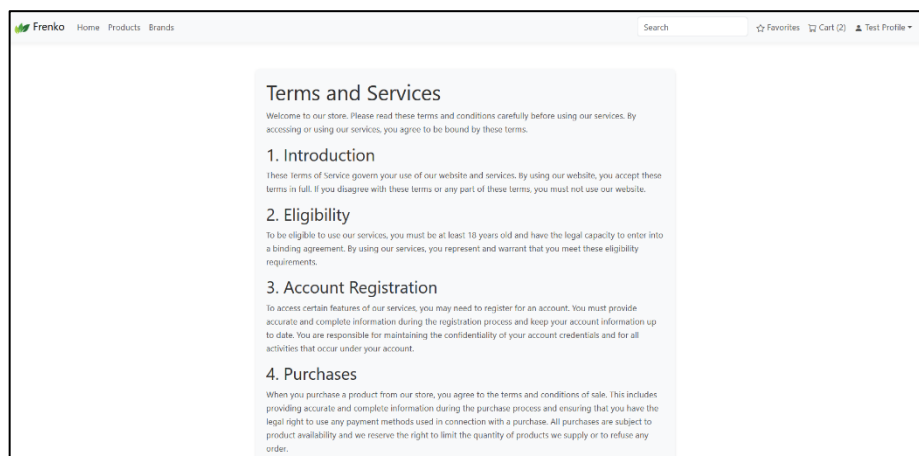 Frenko Home Products Brands Search Favorites Cart (2) Test Profile
Terms and Services
Welcome to our store. Please read these terms and conditions carefully before using our services. By
accessing or using our services, you agree to be bound by these terms.
1. Introduction
These Terms of Service govern your use of our website and services. By using our website, you accept these
terms in full. If you disagree with these terms or any part of these terms, you must not use our website.
2. Eligibility
To be eligible to use our services, you must be at least 18 years old and have the legal capacity to enter into
a binding agreement. By using our services, you represent and warrant that you meet these eligibility
requirements.
3. Account Registration
To access certain features of our services, you may need to register for an account. You must provide
accurate and complete information during the registration process and keep your account information up
to date. You are responsible for maintaining the confidentiality of your account credentials and for all
activities that occur under your account.
4. Purchases
When you purchase a product from our store, you agree to the terms and conditions of sale. This includes
providing accurate and complete information during the purchase process and ensuring that you have the
legal right to use any payment methods used in connection with a purchase. All purchases are subject to
product availability and we reserve the right to limit the quantity of products we supply or to refuse any
order.